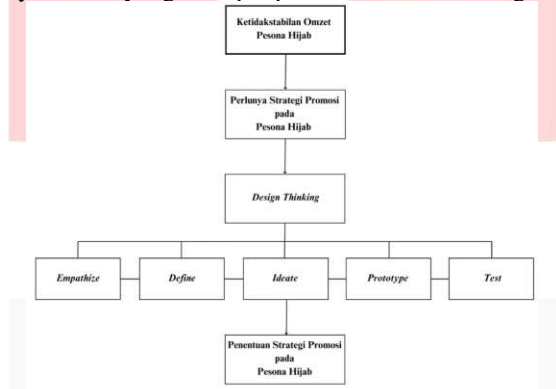 Ketidakstabilan Omzet
Pesona Hijab
Perlunya Strategi Promosi
pada
Pesona Hijab
Design Thinking
Empathize
Define
Ideate
Prototype
Test
Penentuan Strategi Promosi
pada
Pesona Hijab